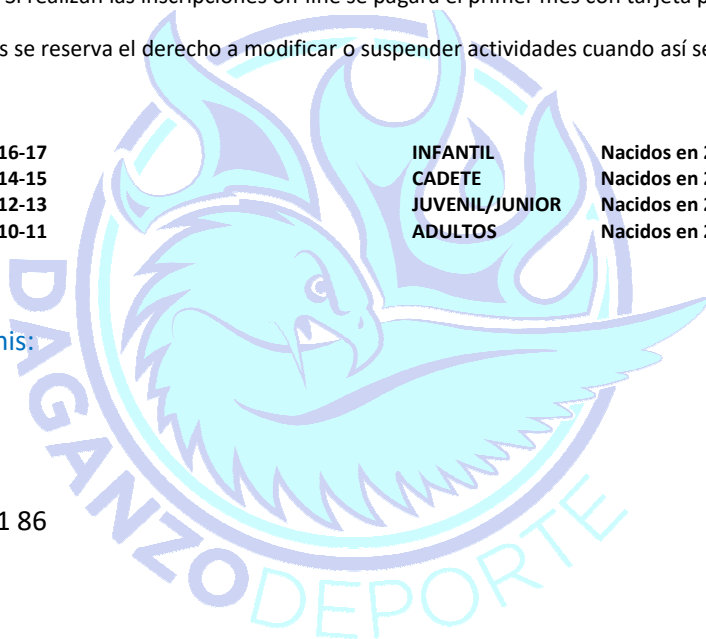 si realizan las inscripciones on-line se pagará el primer mes con tarjeta p
s se reserva el derecho a modificar o suspender actividades cuando así se
16-17 INFANTIL Nacidos en 2
14-15 CADETE Nacidos en 2
12-13 JUVENIL/JUNIOR Nacidos en 2
10-11 ADULTOS Nacidos en 2
nis:
1 86
DAGANZODEPORTE